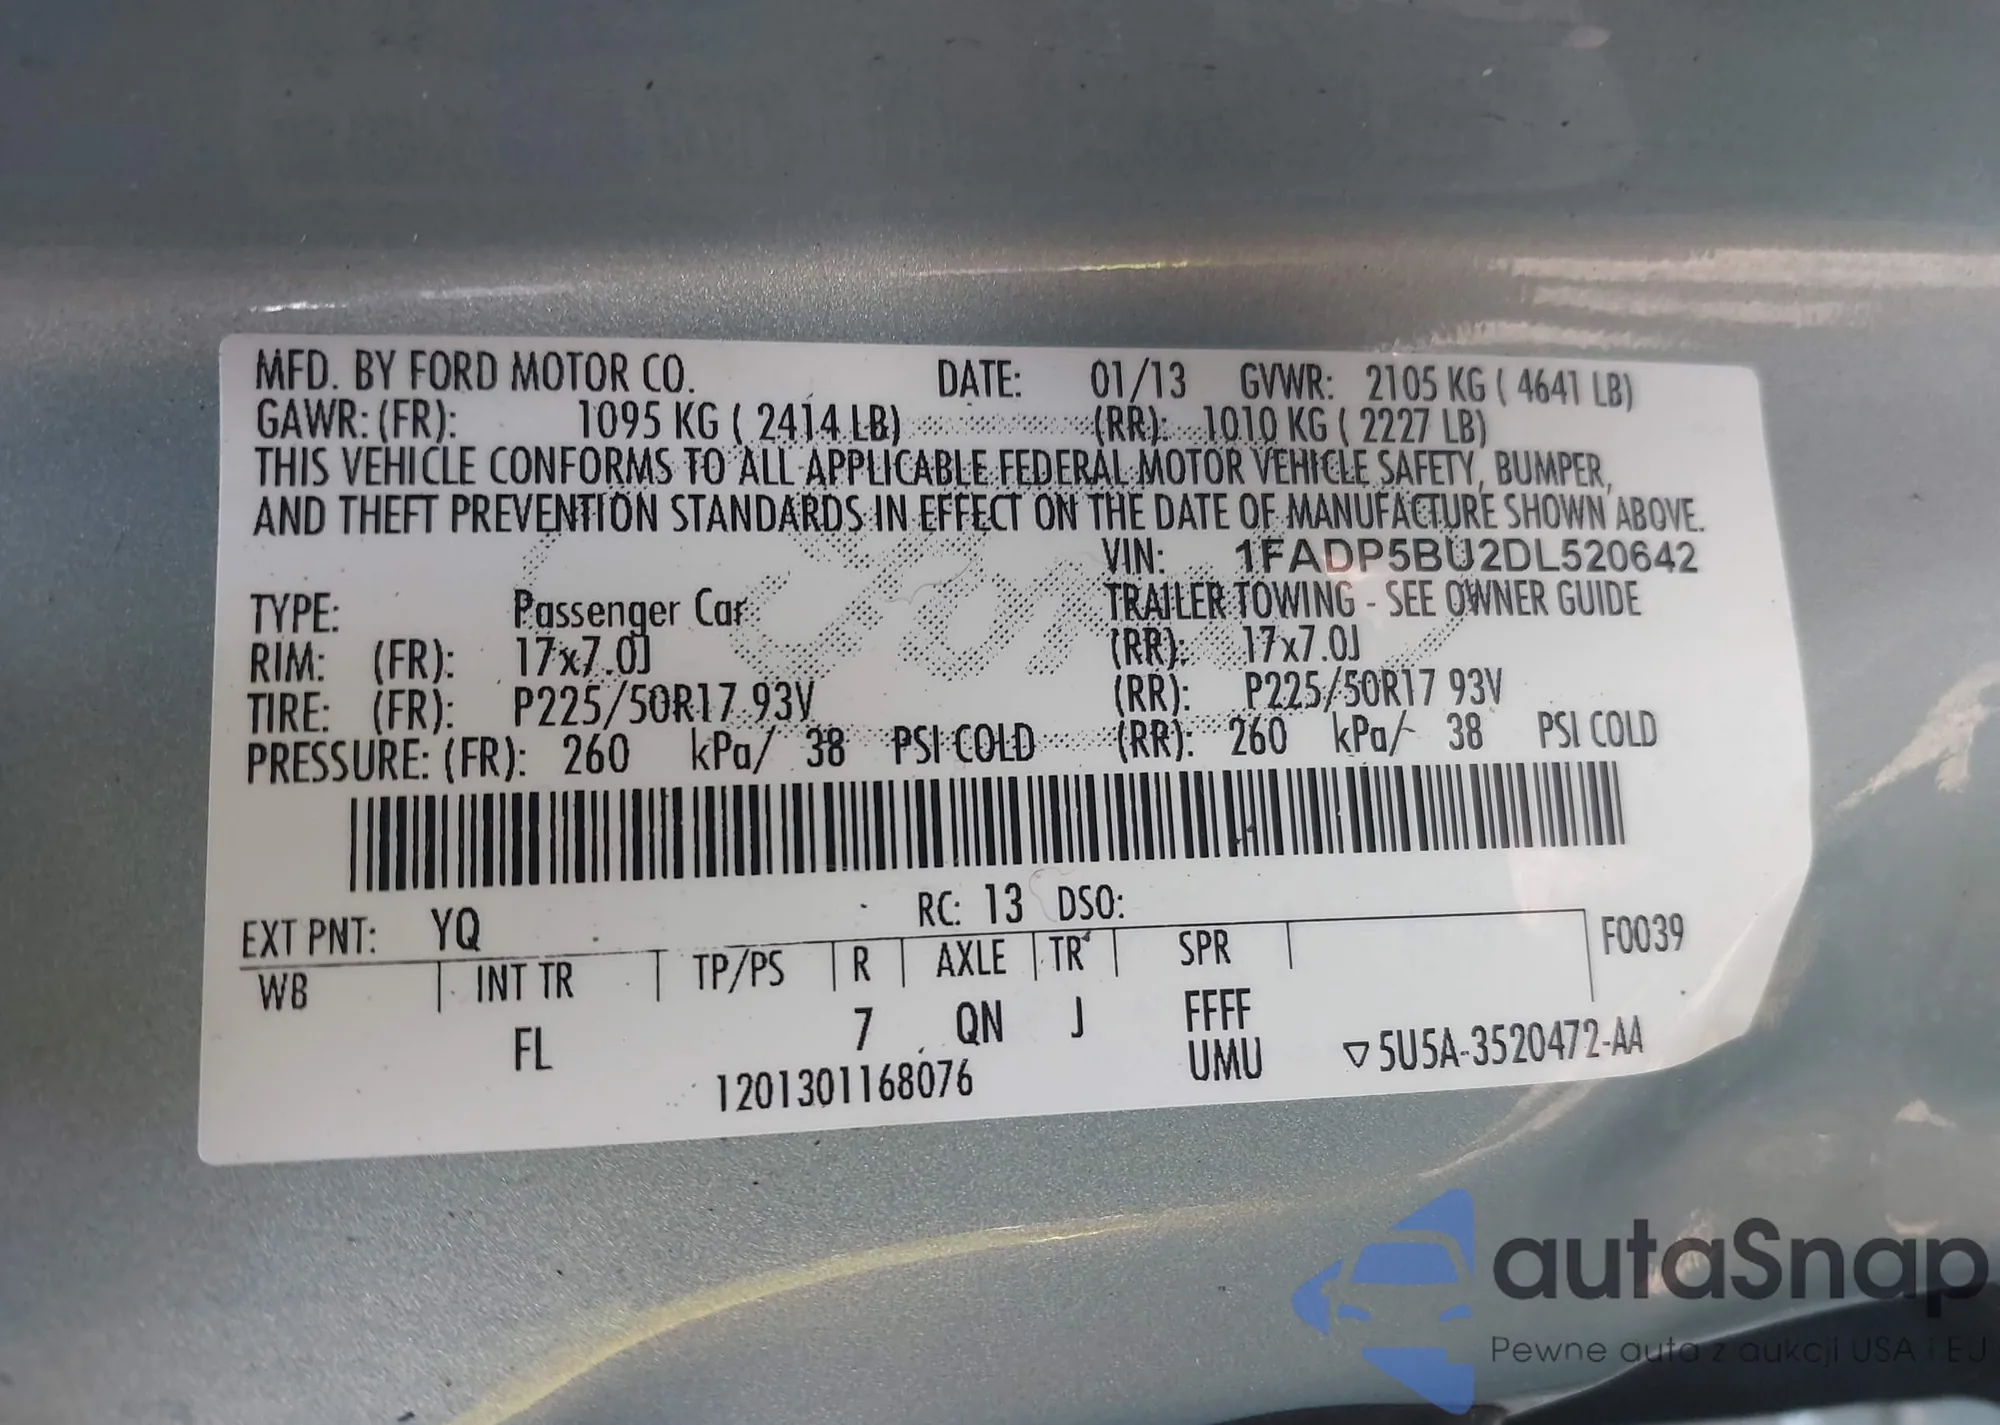 MFD. BY FORD MOTOR CO. DATE: 01/13 GVWR: 2105 KG ( 4641 LB)
GAWR: (FR): 1095 KG ( 2414 LB) (RR): 1010 KG ( 2227 LB)
THIS VEHICLE CONFORMS TO ALL APPLICABLE FEDERAL MOTOR VEHICLE SAFETY, BUMPER,
AND THEFT PREVENTION STANDARDS IN EFFECT ON THE DATE OF MANUFACTURE SHOWN ABOVE.
VIN: 1FADP5BU2DL520642
TYPE: Passenger Car TRAILER TOWING - SEE OWNER GUIDE
RIM: (FR): 17x7.0J (RR): 17x7.0J
TIRE: (FR): P225/50R17 93V (RR): P225/50R17 93V
PRESSURE: (FR): 260 kPa/ 38 PSI COLD (RR): 260 kPa/ 38 PSI COLD
EXT PNT: YQ RC: 13 DSO:
WB INT TR TP/PS R AXLE TR SPR F0039
FL 7 QN J FFFF
UMU ▽5U5A-3520472-AA
1201301168076
autaSnap
Pewne auta z aukcji USA i EU